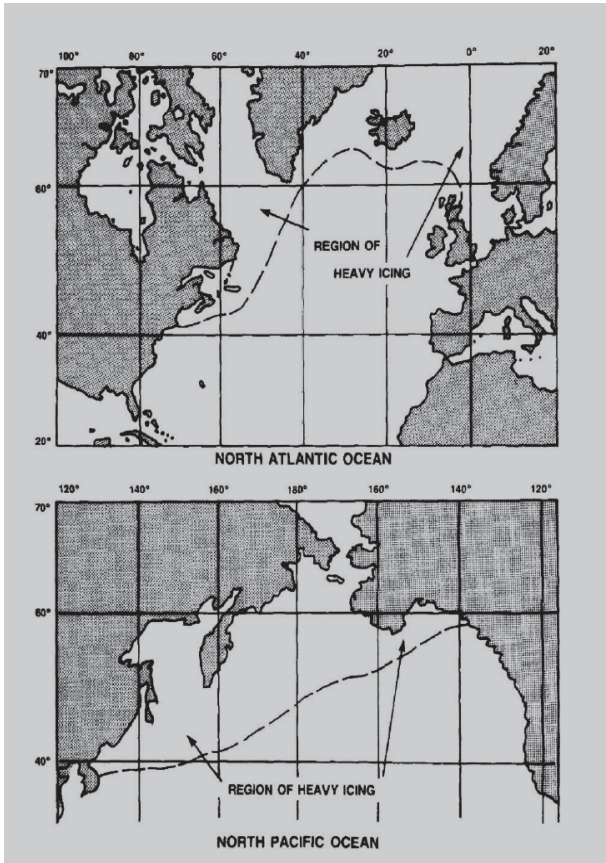 100° 80° 60° 40° 20° 0° 20°
70°
60°
REGION OF
HEAVY ICING
40°
20°
NORTH ATLANTIC OCEAN
120° 140° 160° 180° 160° 140° 120°
70°
60°
40°
REGION OF HEAVY ICING
NORTH PACIFIC OCEAN